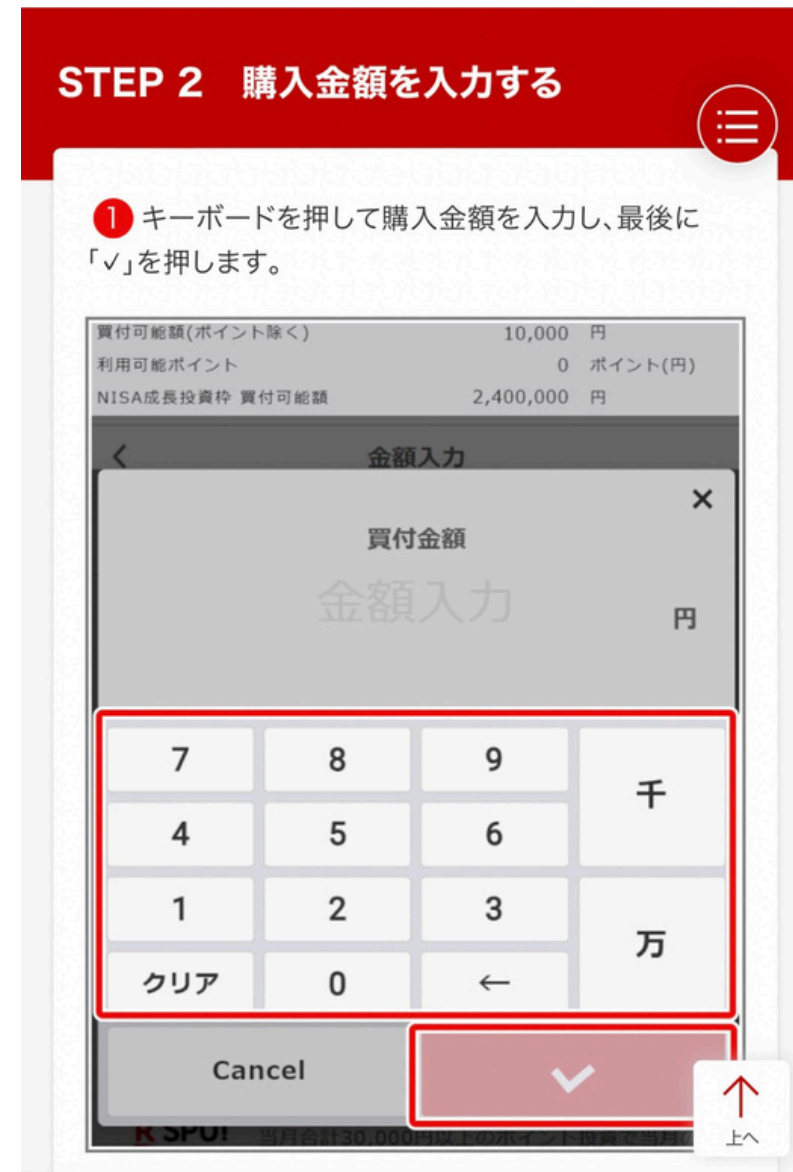 STEP 2 購入金額を入力する
1 キーボードを押して購入金額を入力し、最後に
「✓」を押します。
買付可能額(ポイント除く) 10,000 円
利用可能ポイント 0 ポイント(円)
NISA成長投資枠 買付可能額 2,400,000 円
< 金額入力
×
買付金額
金額入力 円
7 8 9 千
4 5 6
1 2 3 万
クリア 0 ←
Cancel ✓
R SPU! 当月合計30,000円以上のポイント投資で当月の
上へ